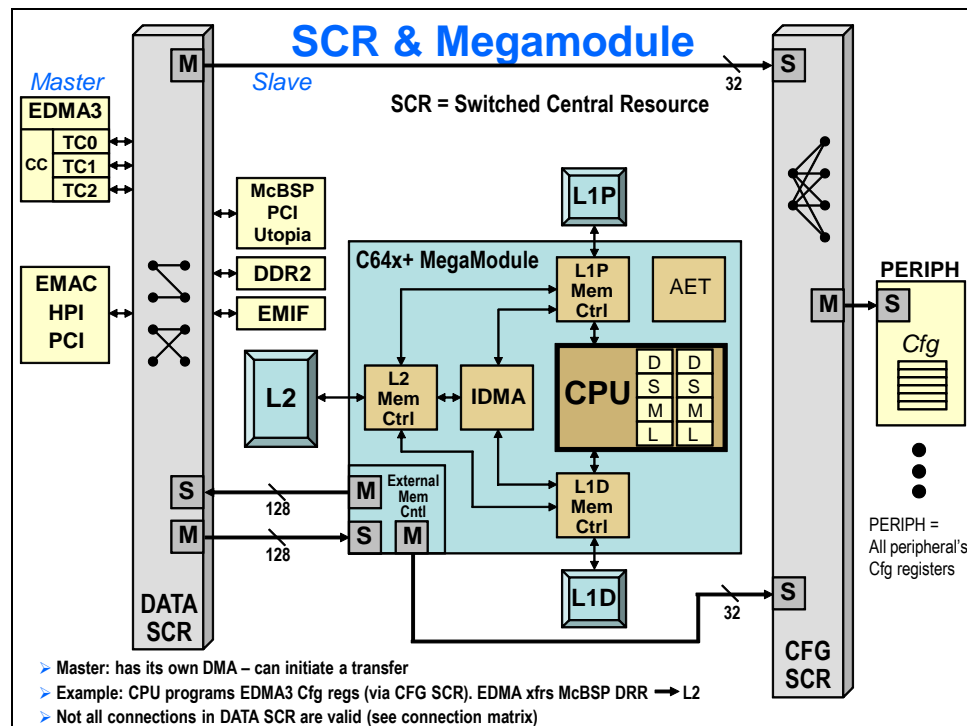 SCR & Megamodule
Master
Slave
M
32
S
SCR = Switched Central Resource
EDMA3
CC
TC0
TC1
TC2
McBSP
PCI
Utopia
DDR2
EMIF
EMAC
HPI
PCI
L1P
C64x+ MegaModule
L1P
Mem
Ctrl
AET
L2
L2
Mem
Ctrl
IDMA
CPU
D D
S S
M M
L L
L1D
Mem
Ctrl
External
Mem
Cntl
S
128
M
M
128
S
M
L1D
32
S
M
PERIPH
S
Cfg
PERIPH =
All peripheral's
Cfg registers
DATA
SCR
CFG
SCR
➢ Master: has its own DMA – can initiate a transfer
➢ Example: CPU programs EDMA3 Cfg regs (via CFG SCR). EDMA xfrs McBSP DRR → L2
➢ Not all connections in DATA SCR are valid (see connection matrix)